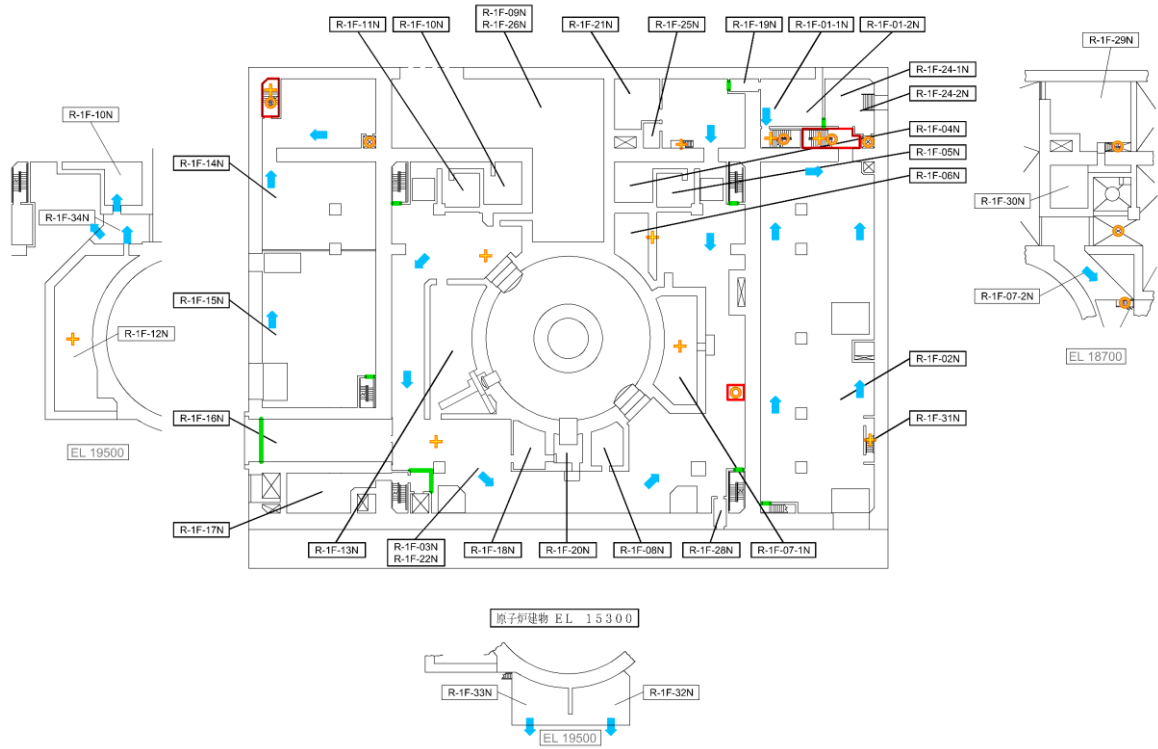 R-1F-11N
R-1F-10N
R-1F-09N
R-1F-26N
R-1F-21N
R-1F-25N
R-1F-19N
R-1F-01-1N
R-1F-01-2N
R-1F-29N
R-1F-24-1N
R-1F-24-2N
R-1F-10N
R-1F-04N
R-1F-05N
R-1F-06N
R-1F-14N
R-1F-34N
R-1F-30N
R-1F-15N
R-1F-07-2N
R-1F-12N
EL 18700
R-1F-02N
R-1F-16N
R-1F-31N
EL 19500
R-1F-17N
R-1F-13N
R-1F-03N
R-1F-22N
R-1F-18N
R-1F-20N
R-1F-08N
R-1F-28N
R-1F-07-1N
原子炉建物 EL 15300
R-1F-33N
R-1F-32N
EL 19500